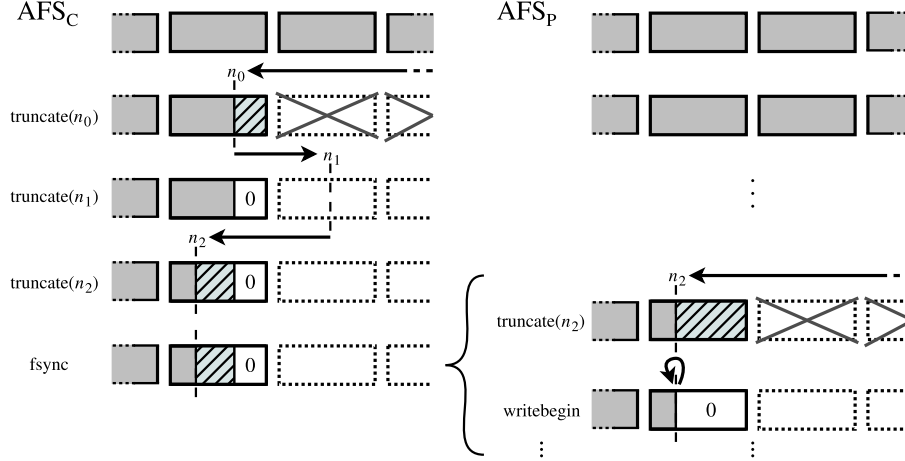 AFS_C
AFS_P
n_0
truncate(n_0)
n_1
truncate(n_1)
0
n_2
truncate(n_2)
0
n_2
truncate(n_2)
fsync
0
writebegin
0
⋮
⋮
⋮